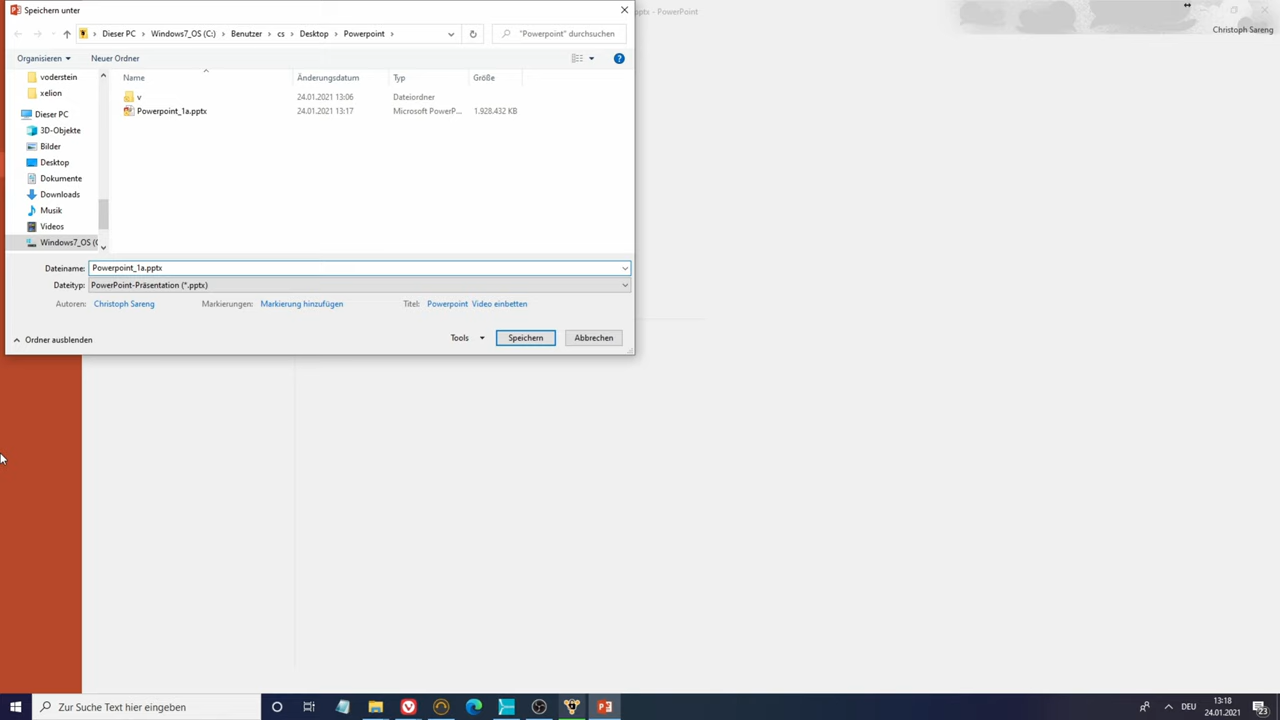 Speichern unter
ptx - PowerPoint
Christoph Sareng
Dieser PC > Windows7_OS (C:) > Benutzer > cs > Desktop > Powerpoint >
"Powerpoint" durchsuchen
Organisieren
Neuer Ordner
voderstein
xelion
Dieser PC
3D-Objekte
Bilder
Desktop
Dokumente
Downloads
Musik
Videos
Windows7_OS (C
Name Änderungsdatum Typ Größe
v 24.01.2021 13:06 Dateiordner
Powerpoint_1a.pptx 24.01.2021 13:17 Microsoft PowerP... 1.928.432 KB
Dateiname: Powerpoint_1a.pptx
Dateityp: PowerPoint-Präsentation (*.pptx)
Autoren: Christoph Sareng Markierungen: Markierung hinzufügen Titel: Powerpoint Video einbetten
Ordner ausblenden
Tools
Speichern
Abbrechen
Zur Suche Text hier eingeben
DEU
13:18
24.01.2021
23